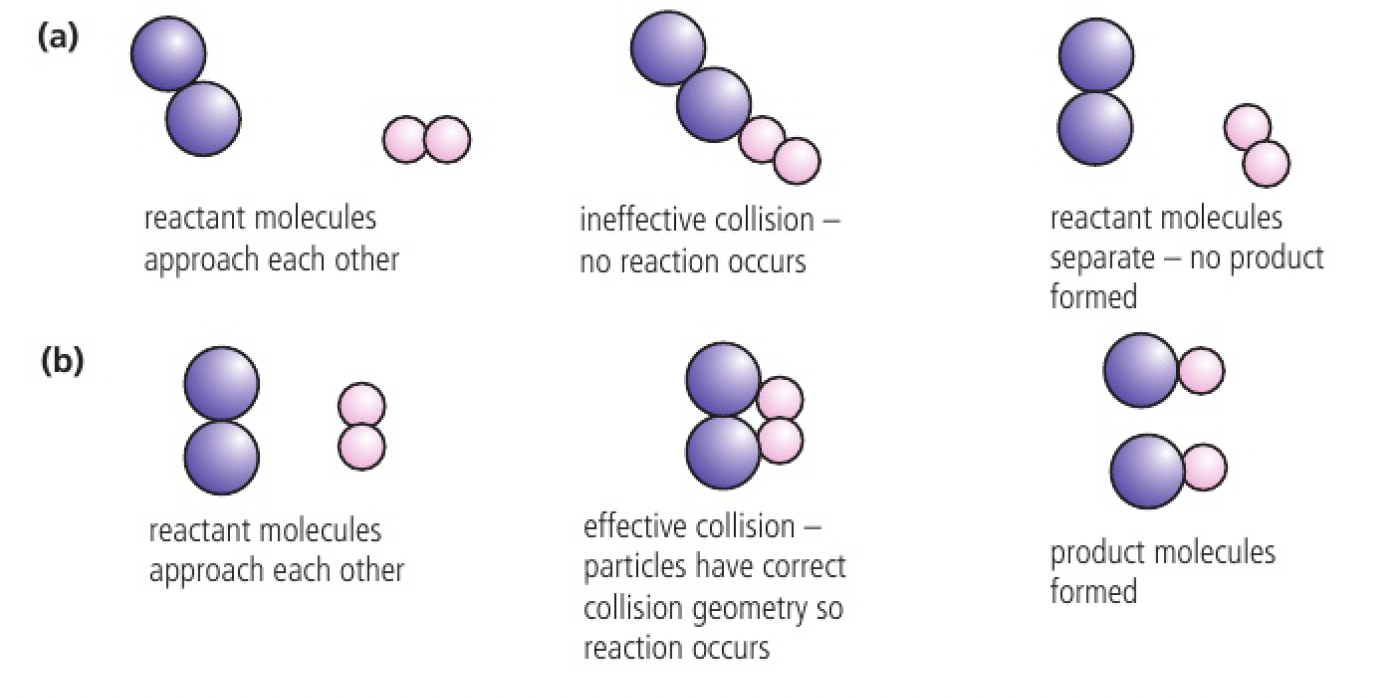 (a)
reactant molecules
approach each other
ineffective collision –
no reaction occurs
reactant molecules
separate – no product
formed
(b)
reactant molecules
approach each other
effective collision –
particles have correct
collision geometry so
reaction occurs
product molecules
formed